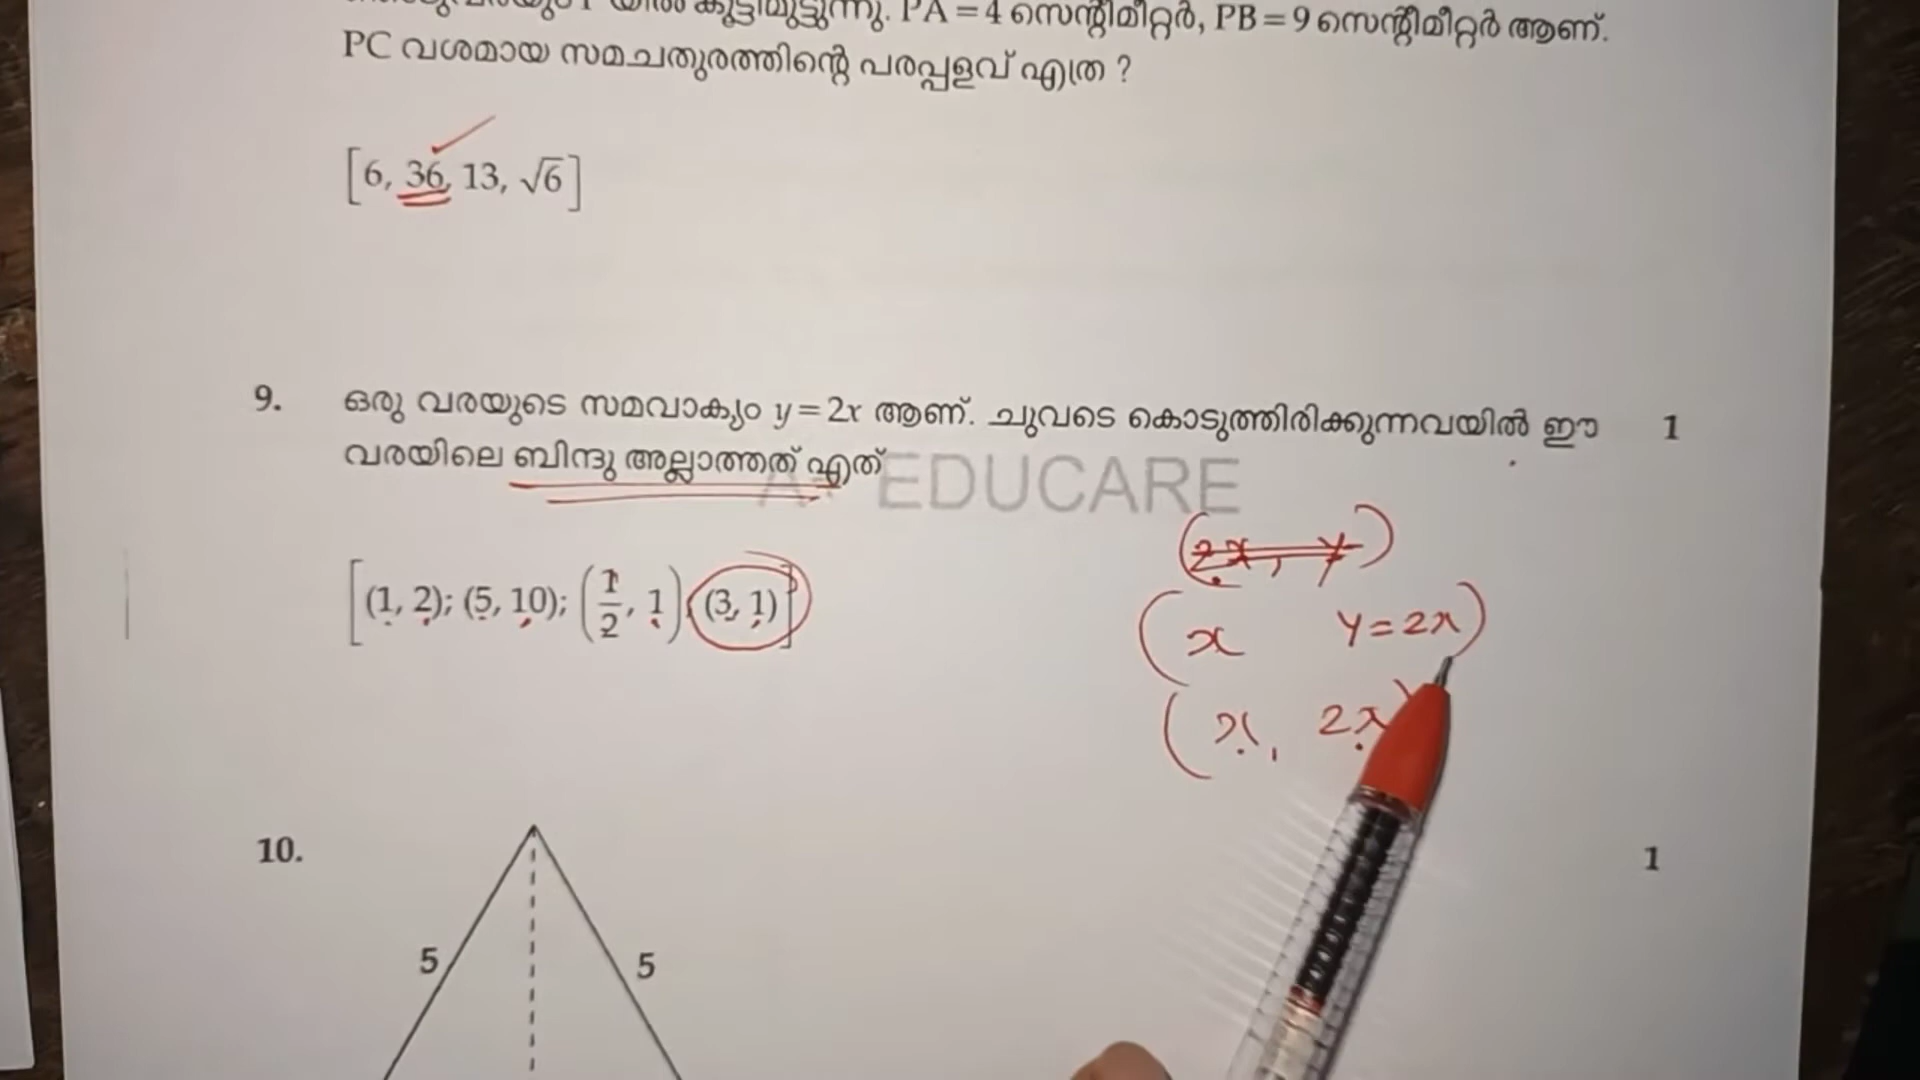 PA = 4 സെന്റീമീറ്റർ, PB = 9 സെന്റീമീറ്റർ ആണ്.
PC വശമായ സമചതുരത്തിന്റെ പരപ്പളവ് എത്ര ?
[6, 36, 13, √6]
9. ഒരു വരയുടെ സമവാക്യം y = 2x ആണ്. ചുവടെ കൊടുത്തിരിക്കുന്നവയിൽ ഈ 1
വരയിലെ ബിന്ദു അല്ലാത്തത് ഏത്
A+ EDUCARE
(2x, y)
[(1, 2); (5, 10); (1/2, 1), (3, 1)]
(x y = 2x)
(x, 2x)
10. 1
5 5